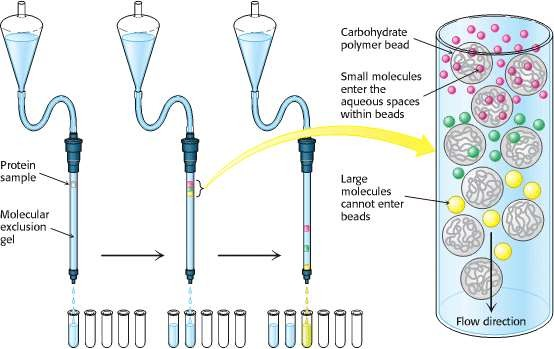 Protein
sample
Molecular
exclusion
gel
Carbohydrate
polymer bead
Small molecules
enter the
aqueous spaces
within beads
Large
molecules
cannot enter
beads
Flow direction